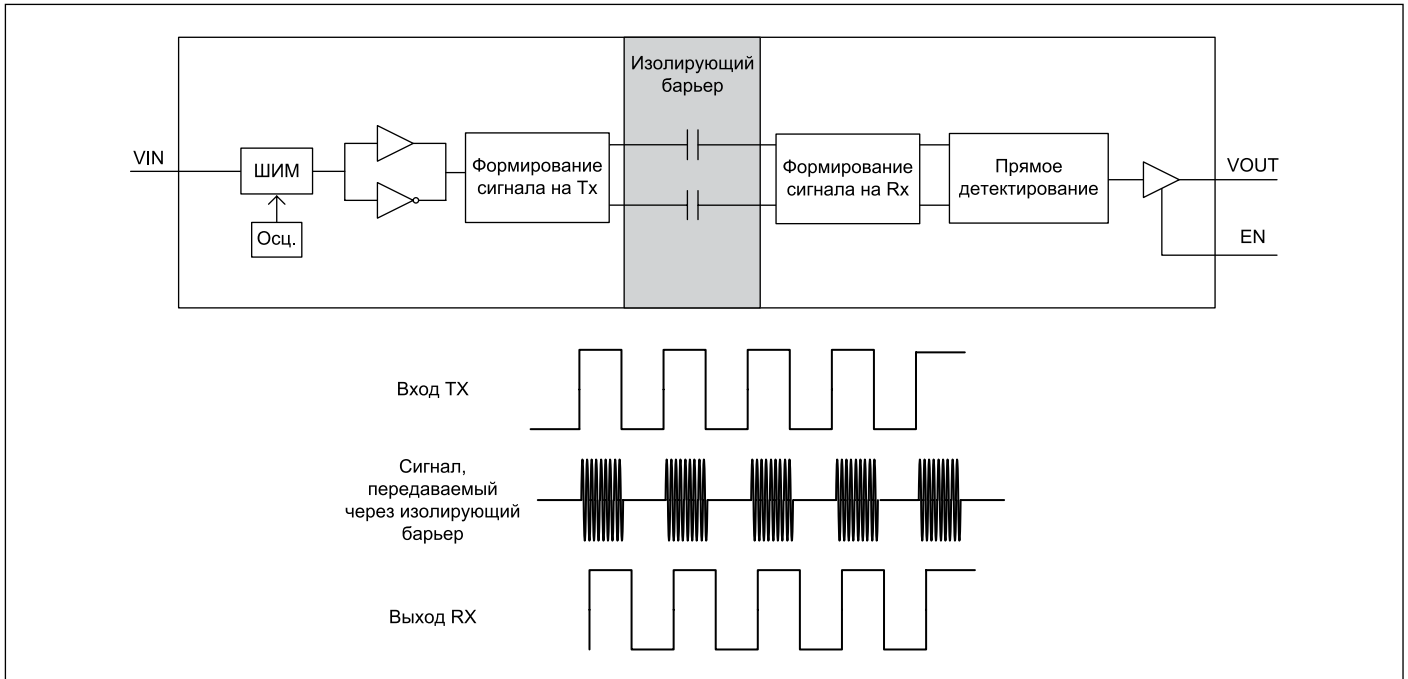 Изолирующий
барьер
VIN
ШИМ
Осц.
Формирование
сигнала на Tx
Формирование
сигнала на Rx
Прямое
детектирование
VOUT
EN
Вход TX
Сигнал,
передаваемый
через изолирующий
барьер
Выход RX